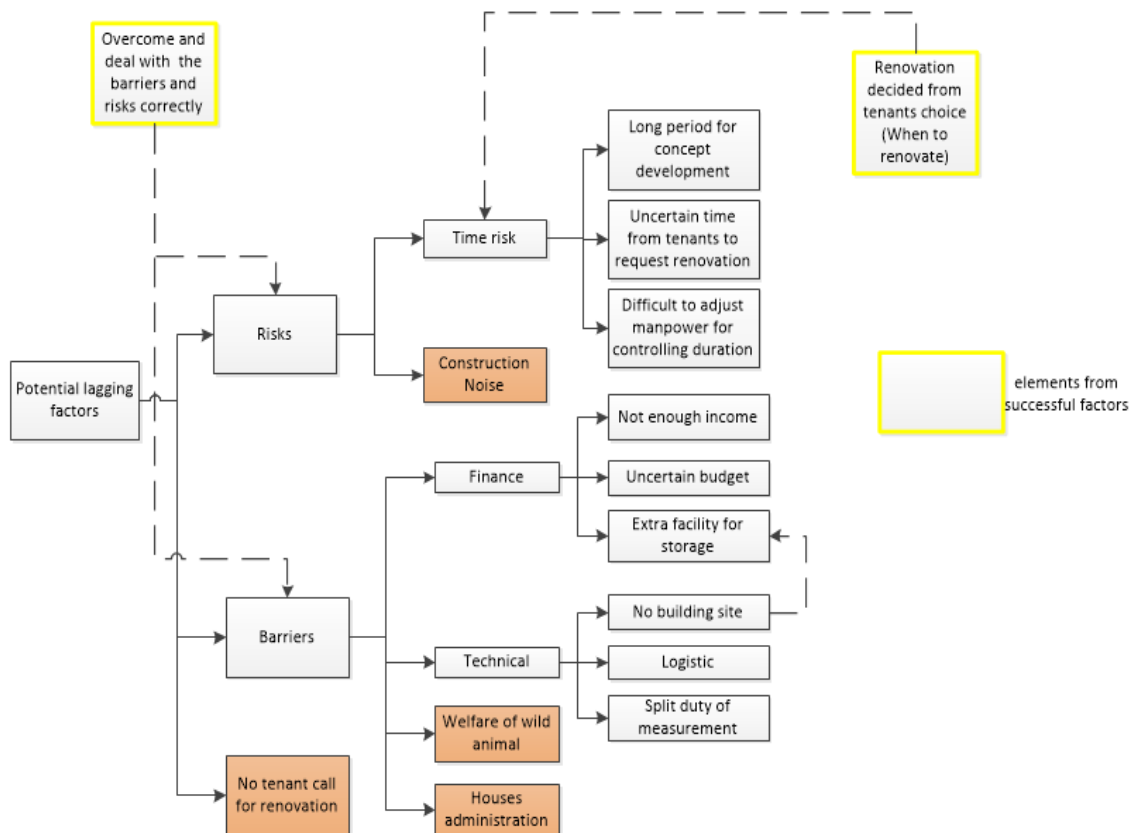 Overcome and
deal with the
barriers and
risks correctly
Renovation
decided from
tenants choice
(When to
renovate)
Long period for
concept
development
Time risk
Uncertain time
from tenants to
request renovation
Difficult to adjust
manpower for
controlling duration
Risks
Construction
Noise
Potential lagging
factors
elements from
successful factors
Not enough income
Finance
Uncertain budget
Extra facility for
storage
Barriers
No building site
Technical
Logistic
Split duty of
measurement
Welfare of wild
animal
No tenant call
for renovation
Houses
administration